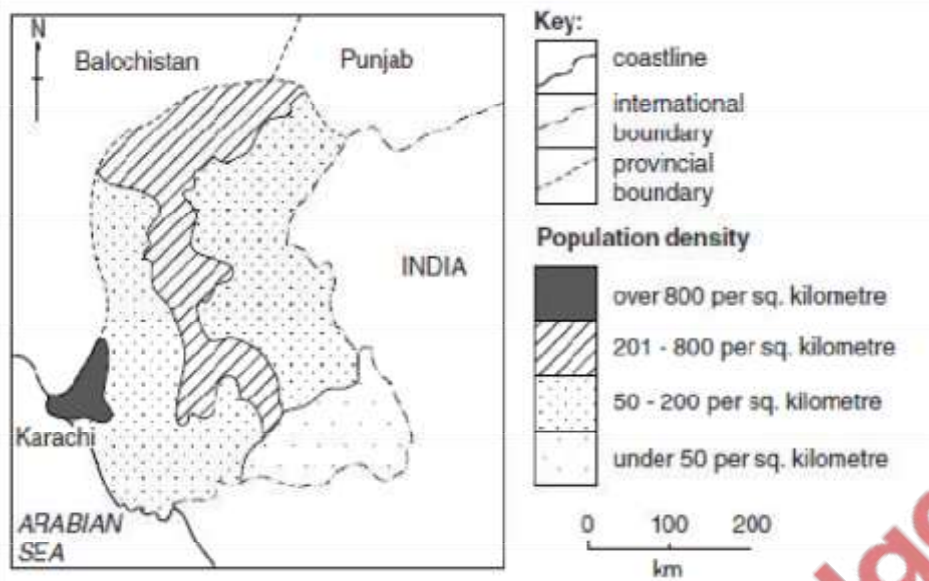 N
Balochistan
Punjab
INDIA
Karachi
ARABIAN
SEA
Key:
coastline
international
boundary
provincial
boundary
Population density
over 800 per sq. kilometre
201 - 800 per sq. kilometre
50 - 200 per sq. kilometre
under 50 per sq. kilometre
0 100 200
km